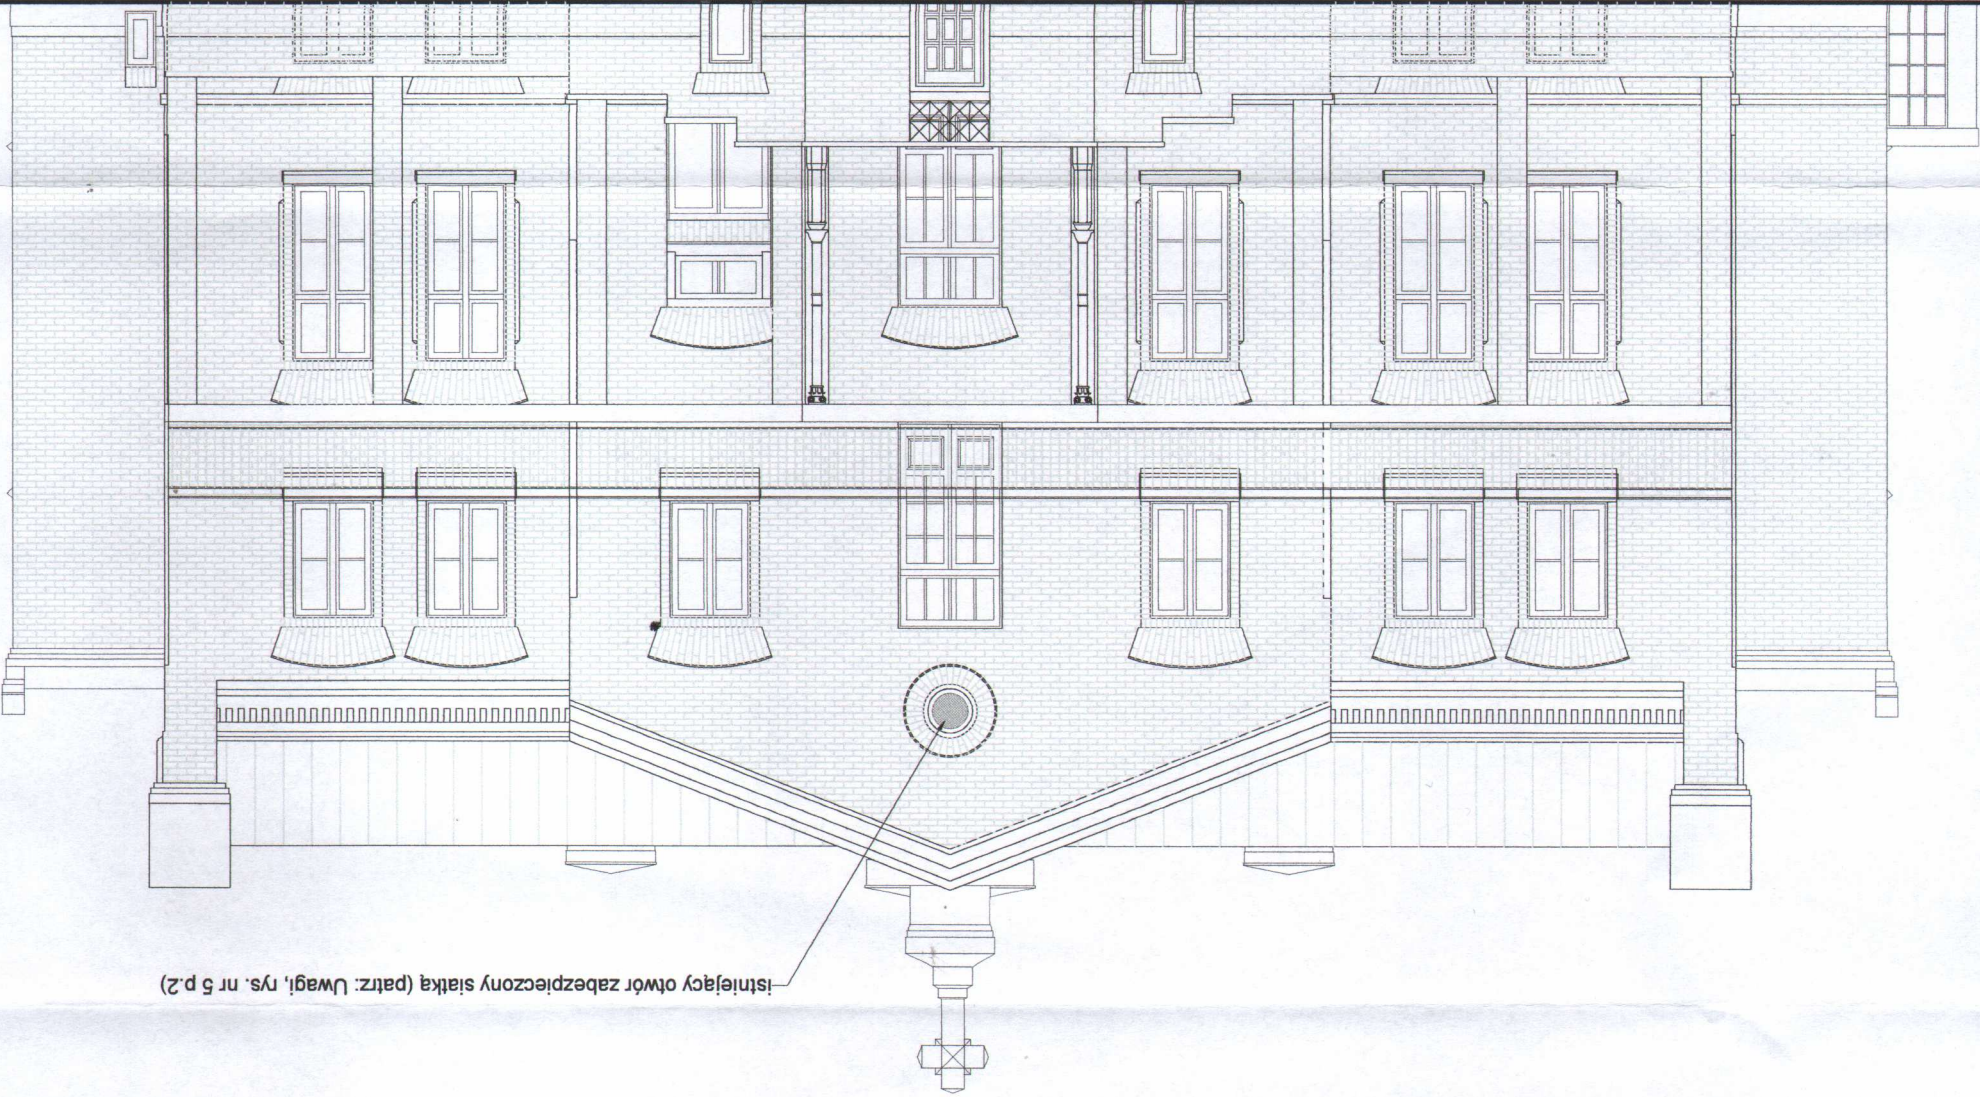 istniejący otwór zabezpieczony siatką (patrz: Uwagi, rys. nr 5 p.2)